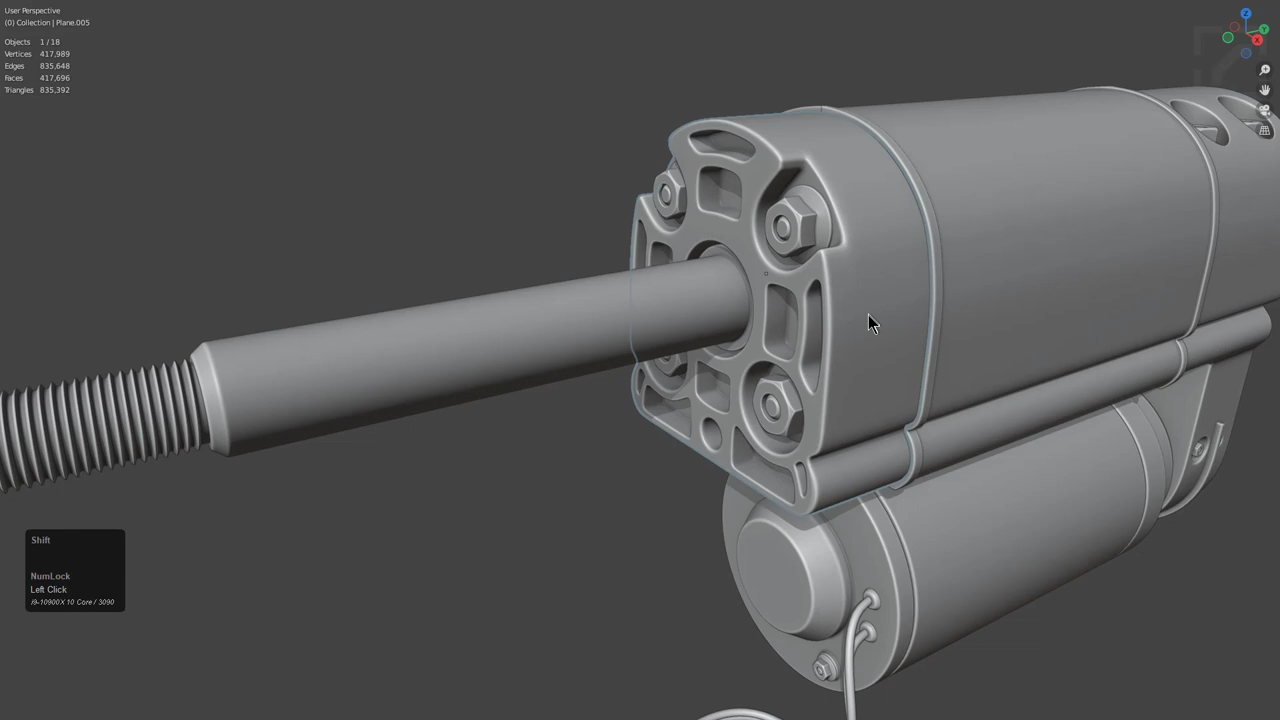 User Perspective
(0) Collection | Plane.005
Objects 1 / 18
Vertices 417,989
Edges 835,648
Faces 417,696
Triangles 835,392
Z
Y
X
Shift
NumLock
Left Click
i9-10900X 10 Core / 3090